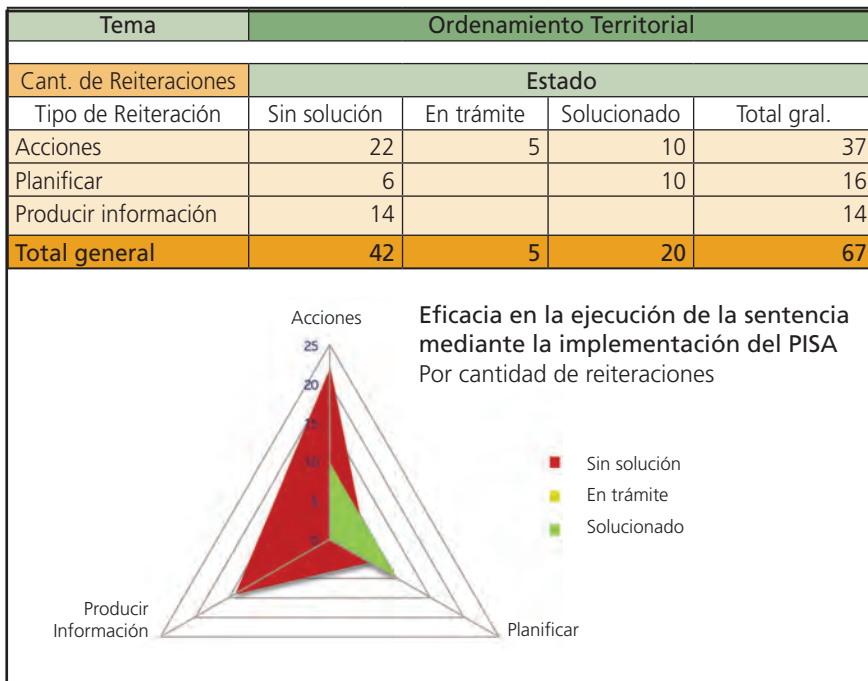 Tema Ordenamiento Territorial
Cant. de Reiteraciones Estado
Tipo de Reiteración Sin solución En trámite Solucionado Total gral.
Acciones 22 5 10 37
Planificar 6 10 16
Producir información 14 14
Total general 42 5 20 67
Eficacia en la ejecución de la sentencia
mediante la implementación del PISA
Por cantidad de reiteraciones
Acciones
25
20
15
10
5
0
Producir
Información
Planificar
Sin solución
En trámite
Solucionado